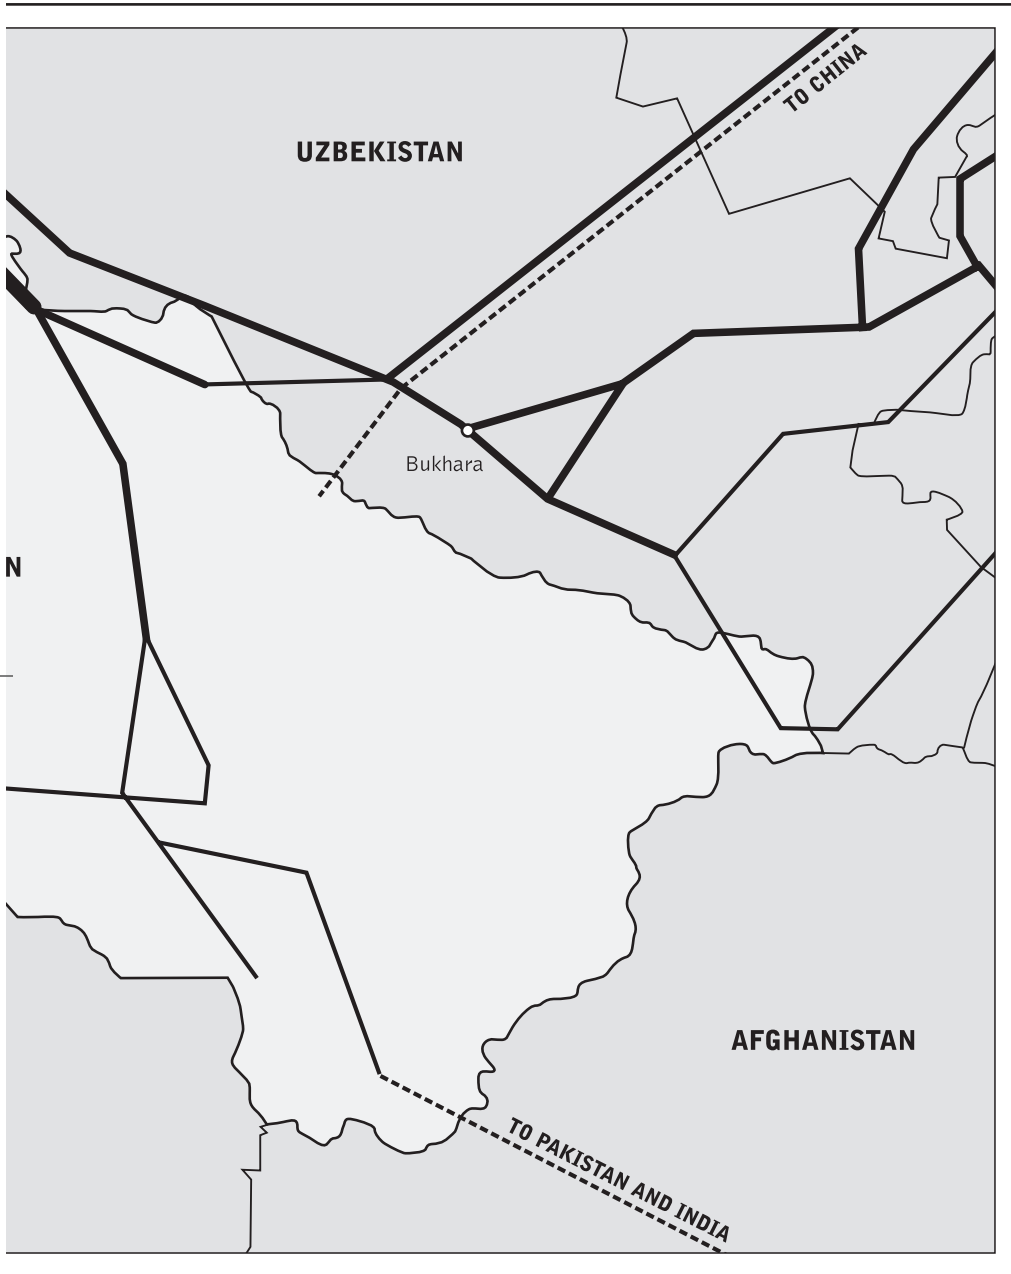 TO CHINA
UZBEKISTAN
Bukhara
N
AFGHANISTAN
TO PAKISTAN AND INDIA